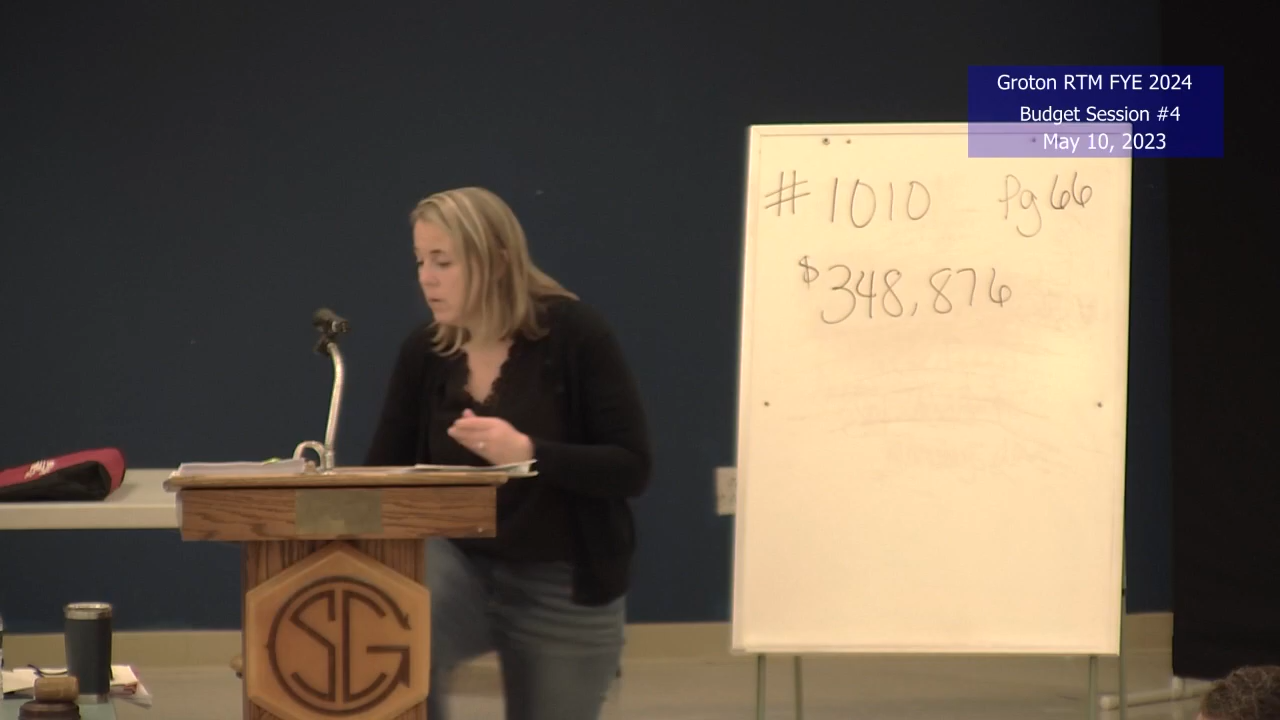 Groton RTM FYE 2024
Budget Session #4
May 10, 2023
#1010 Pg 66
$348,876
SG